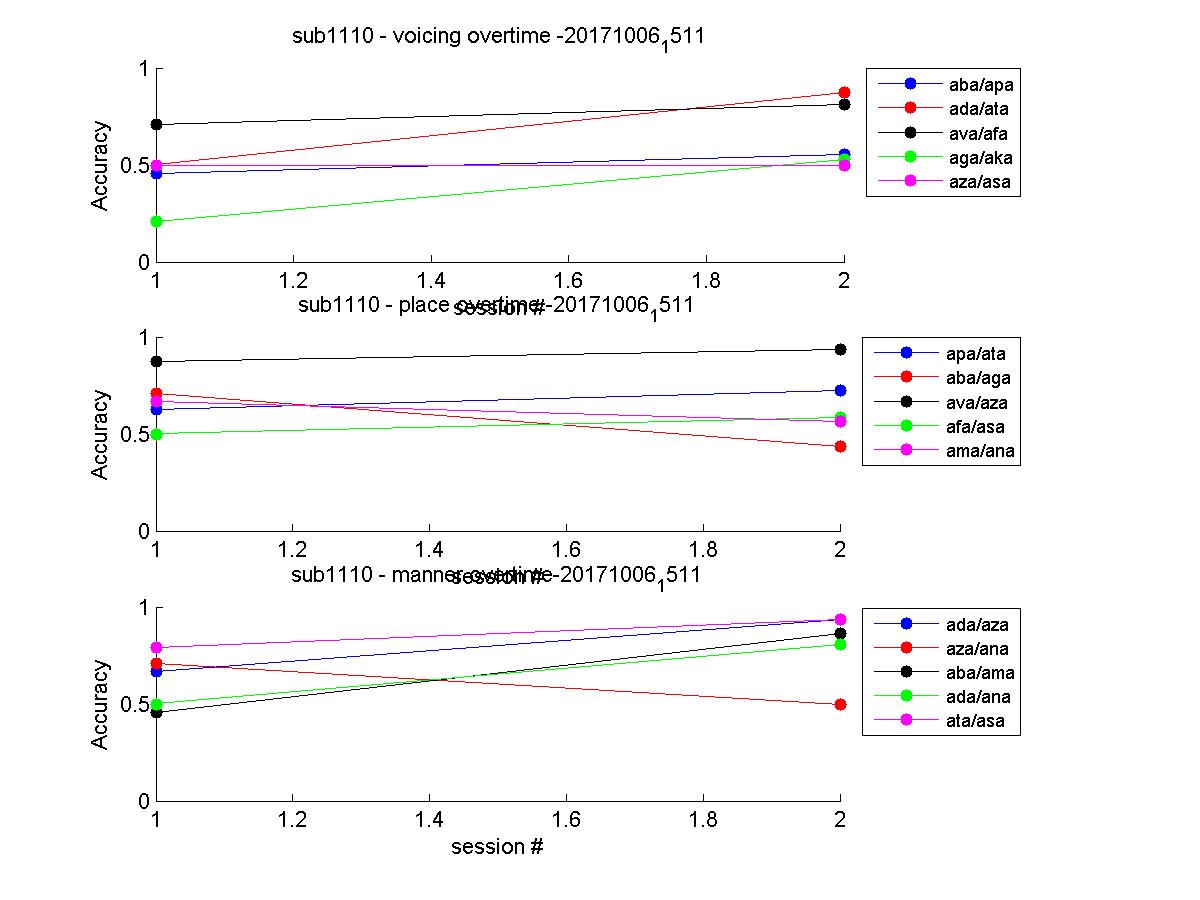 sub1110 - voicing overtime -20171006_1511
Accuracy
1
0.5
0
aba/apa
ada/ata
ava/afa
aga/aka
aza/asa
1 1.2 1.4 1.6 1.8 2
session #
sub1110 - place overtime -20171006_1511
Accuracy
1
0.5
0
apa/ata
aba/aga
ava/aza
afa/asa
ama/ana
1 1.2 1.4 1.6 1.8 2
session #
sub1110 - manner overtime -20171006_1511
Accuracy
1
0.5
0
ada/aza
aza/ana
aba/ama
ada/ana
ata/asa
1 1.2 1.4 1.6 1.8 2
session #